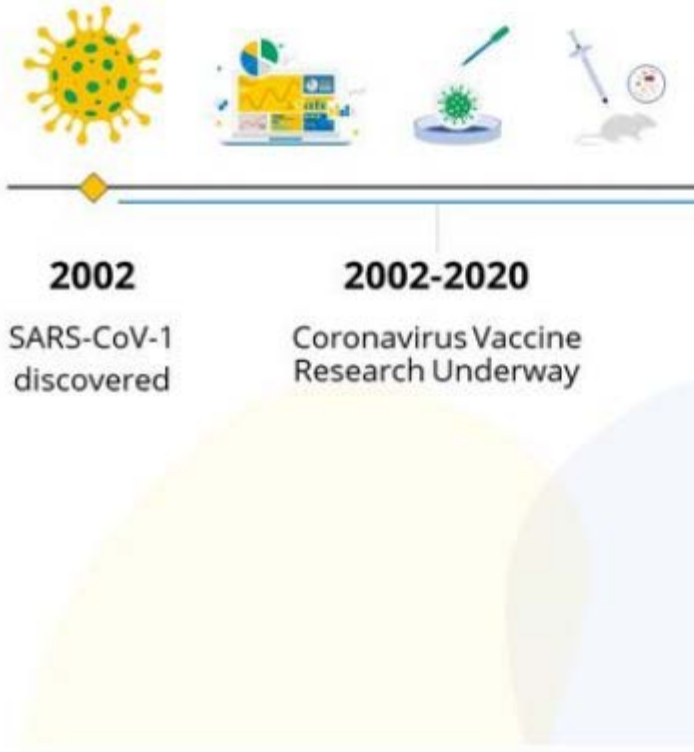 2002
SARS-CoV-1
discovered
2002-2020
Coronavirus Vaccine
Research Underway